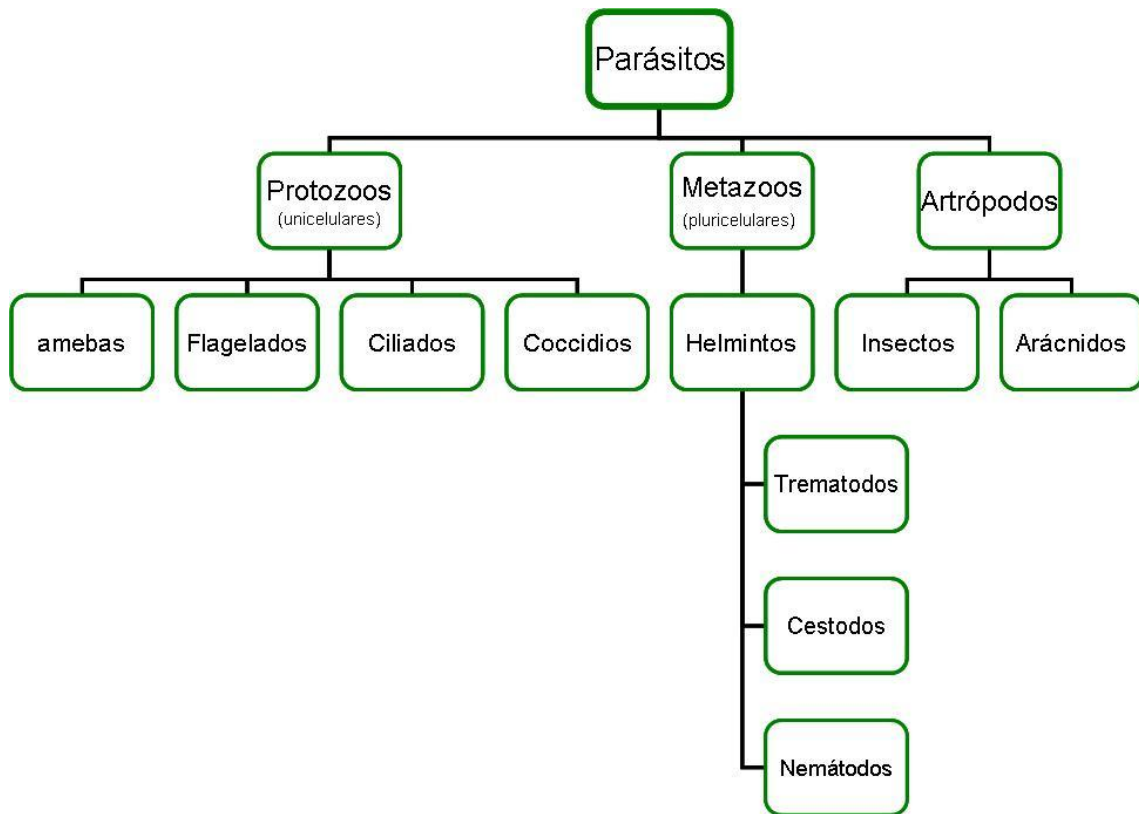 Parásitos
Protozoos
(unicelulares)
Metazoos
(pluricelulares)
Artrópodos
amebas
Flagelados
Ciliados
Coccidios
Helmintos
Insectos
Arácnidos
Trematodos
Cestodos
Nemátodos